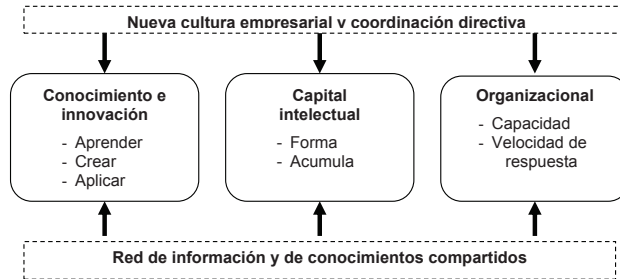 Nueva cultura empresarial y coordinación directiva
Conocimiento e
innovación
- Aprender
- Crear
- Aplicar
Capital
intelectual
- Forma
- Acumula
Organizacional
- Capacidad
- Velocidad de
respuesta
Red de información y de conocimientos compartidos